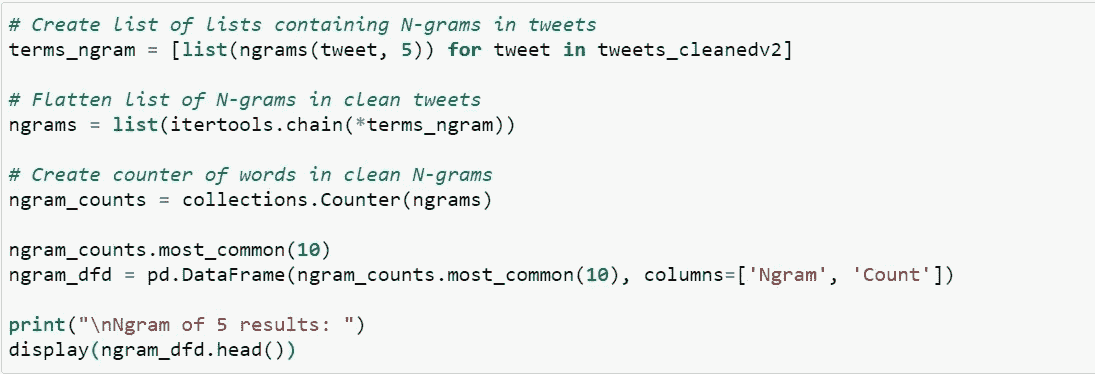 # Create list of lists containing N-grams in tweets
terms_ngram = [list(ngrams(tweet, 5)) for tweet in tweets_cleanedv2]
# Flatten list of N-grams in clean tweets
ngrams = list(itertools.chain(*terms_ngram))
# Create counter of words in clean N-grams
ngram_counts = collections.Counter(ngrams)
ngram_counts.most_common(10)
ngram_dfd = pd.DataFrame(ngram_counts.most_common(10), columns=['Ngram', 'Count'])
print("\nNgram of 5 results: ")
display(ngram_dfd.head())